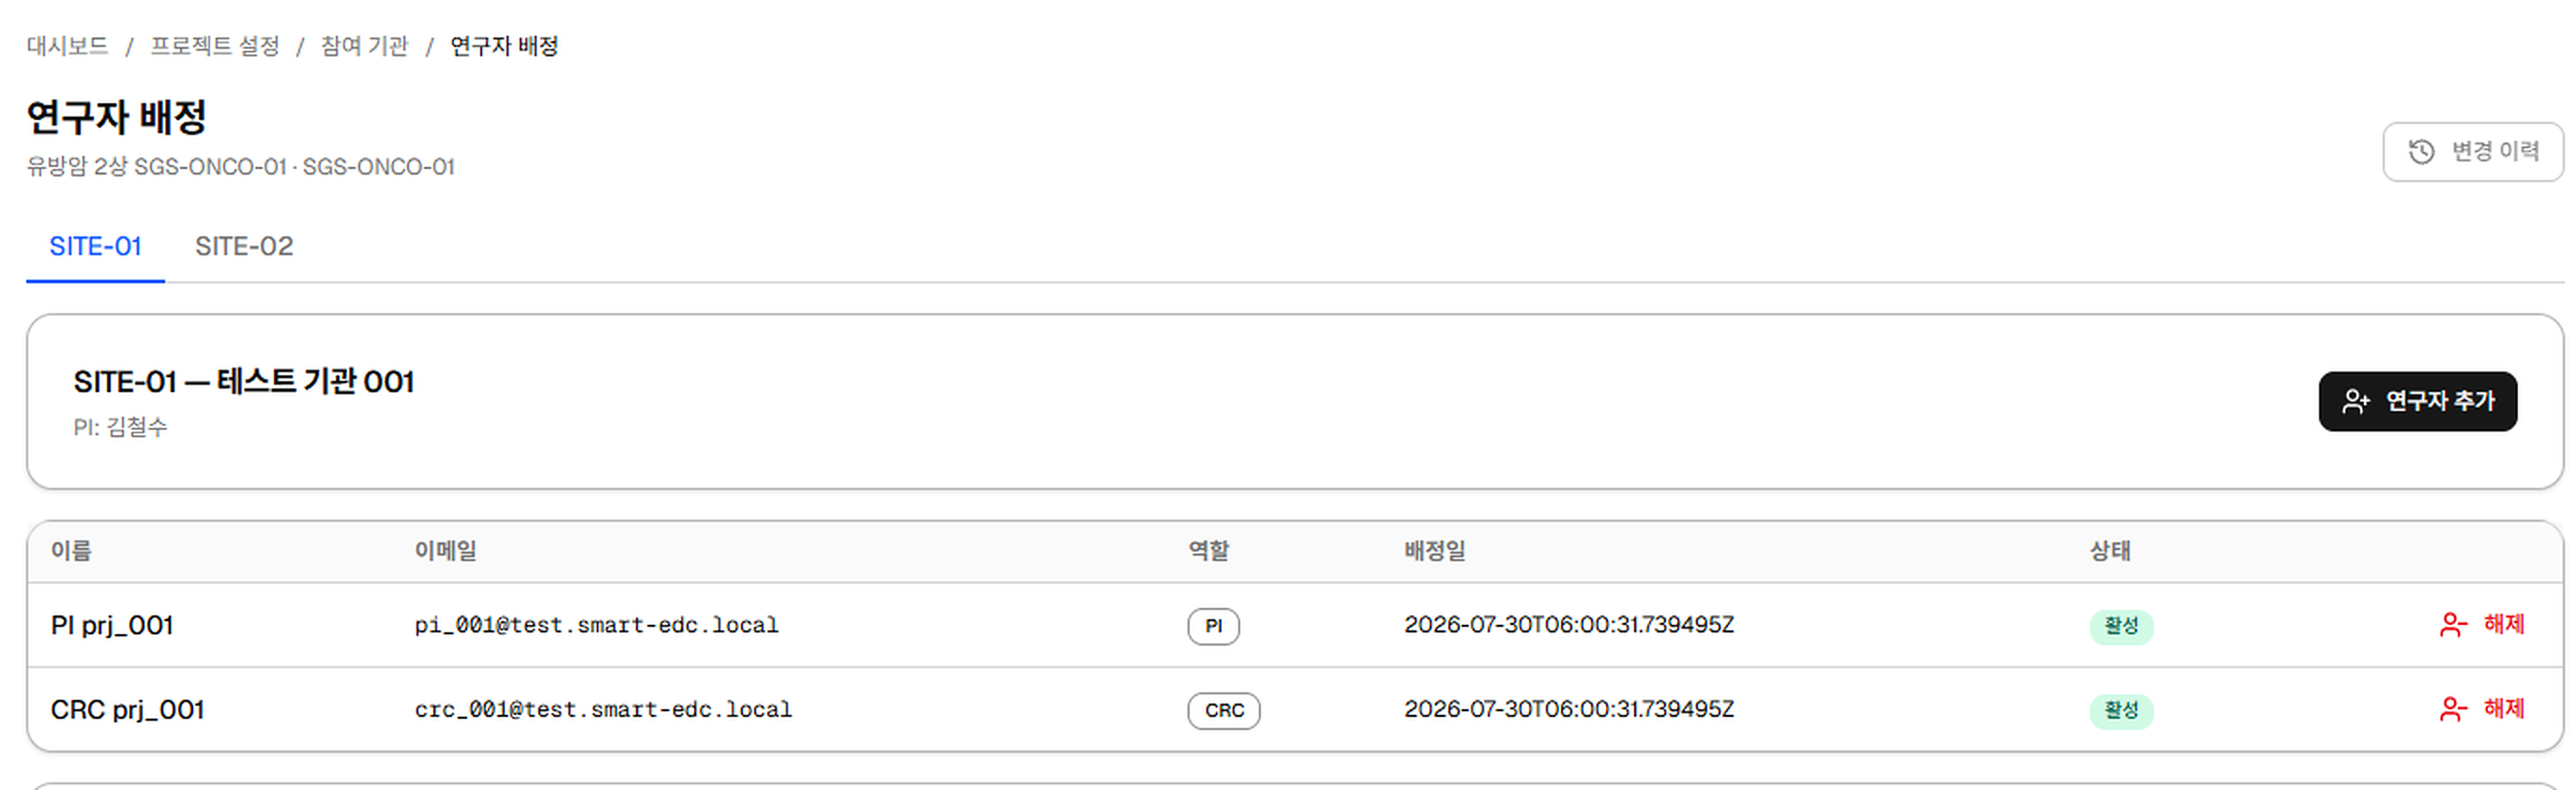 대시보드 / 프로젝트 설정 / 참여 기관 / 연구자 배정
연구자 배정
유방암 2상 SGS-ONCO-01 · SGS-ONCO-01
변경 이력
SITE-01 SITE-02
SITE-01 — 테스트 기관 001
PI: 김철수
연구자 추가
이름 이메일 역할 배정일 상태
PI prj_001 pi_001@test.smart-edc.local PI 2026-07-30T06:00:31.739495Z 활성 해제
CRC prj_001 crc_001@test.smart-edc.local CRC 2026-07-30T06:00:31.739495Z 활성 해제